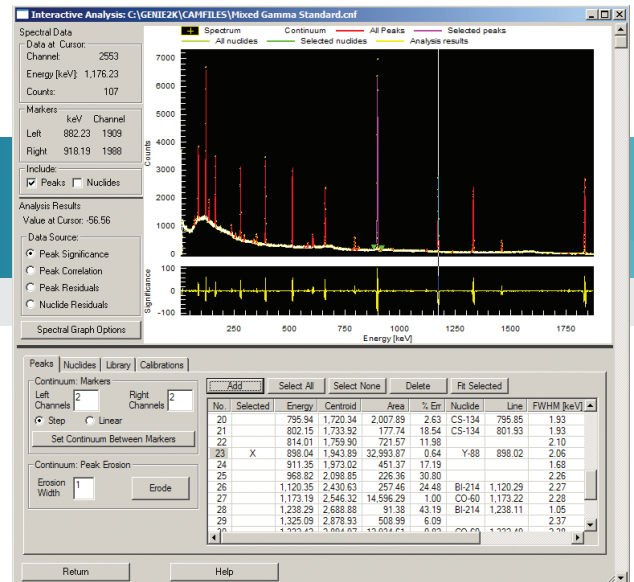 Interactive Analysis: C:\GENIE2K\CAMFILES\Mixed Gamma Standard.cnf
Spectral Data
Data at Cursor:
Channel: 2553
Energy [keV]: 1,176.23
Counts: 107
Markers
keV Channel
Left 882.23 1909
Right 918.19 1988
Include:
Peaks Nuclides
Analysis Results
Value at Cursor: -56.56
Data Source:
Peak Significance
Peak Correlation
Peak Residuals
Nuclide Residuals
Spectral Graph Options
Spectrum Continuum All Peaks Selected peaks
All nuclides Selected nuclides Analysis results
7000
6000
5000
4000
3000
2000
1000
0
Counts
100
0
-100
Significance
250 500 750 1000 1250 1500 1750
Energy [keV]
Peaks Nuclides Library Calibrations
Continuum: Markers
Left Channels 2 Right Channels 2
Step Linear
Set Continuum Between Markers
Continuum: Peak Erosion
Erosion Width 1 Erode
Add Select All Select None Delete Fit Selected
No. Selected Energy Centroid Area % Err Nuclide Line FWHM [keV]
20 795.94 1,720.34 2,007.89 2.63 CS-134 795.85 1.93
21 802.15 1,733.92 177.74 18.54 CS-134 801.93 1.93
22 814.01 1,759.90 721.57 11.98 2.10
23 X 898.04 1,943.89 32,993.87 0.64 Y-88 898.02 2.06
24 911.35 1,973.02 451.37 17.19 1.68
25 968.82 2,098.85 226.36 30.80 2.26
26 1,120.35 2,430.63 257.46 24.48 BI-214 1,120.29 2.27
27 1,173.19 2,546.32 14,596.29 1.00 CO-60 1,173.22 2.28
28 1,238.29 2,688.88 91.38 43.19 BI-214 1,238.11 1.05
29 1,325.09 2,878.93 508.99 6.09 2.37
Return Help